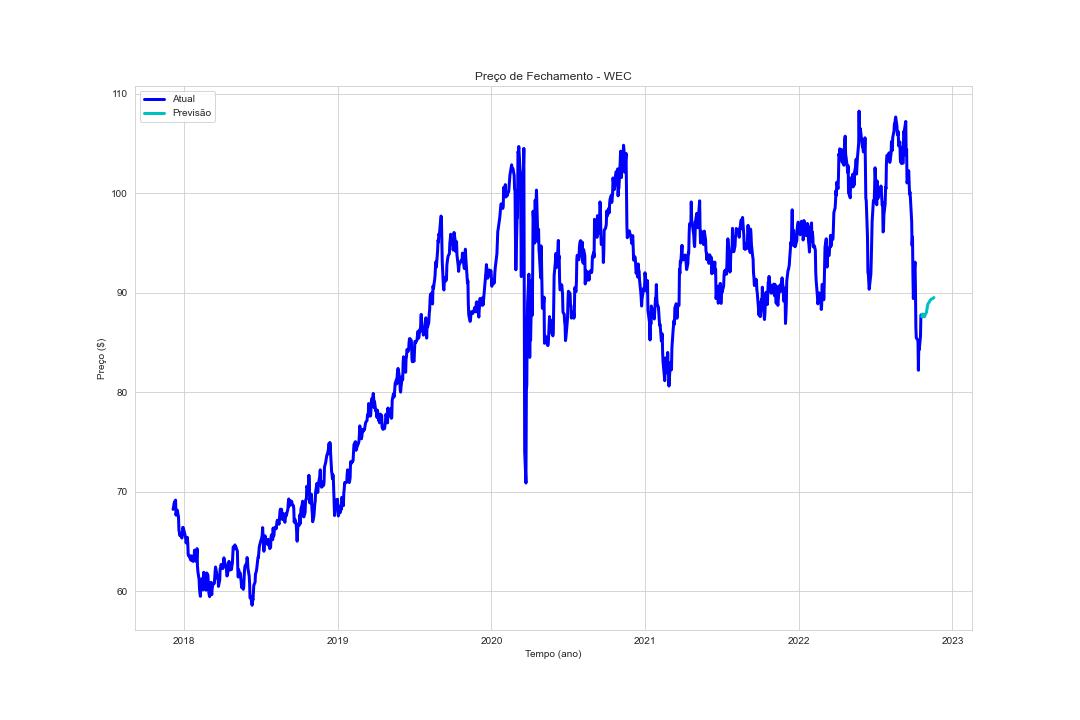 Preço de Fechamento - WEC
Atual
Previsão
110
100
90
80
70
60
Preço ($)
2018 2019 2020 2021 2022 2023
Tempo (ano)